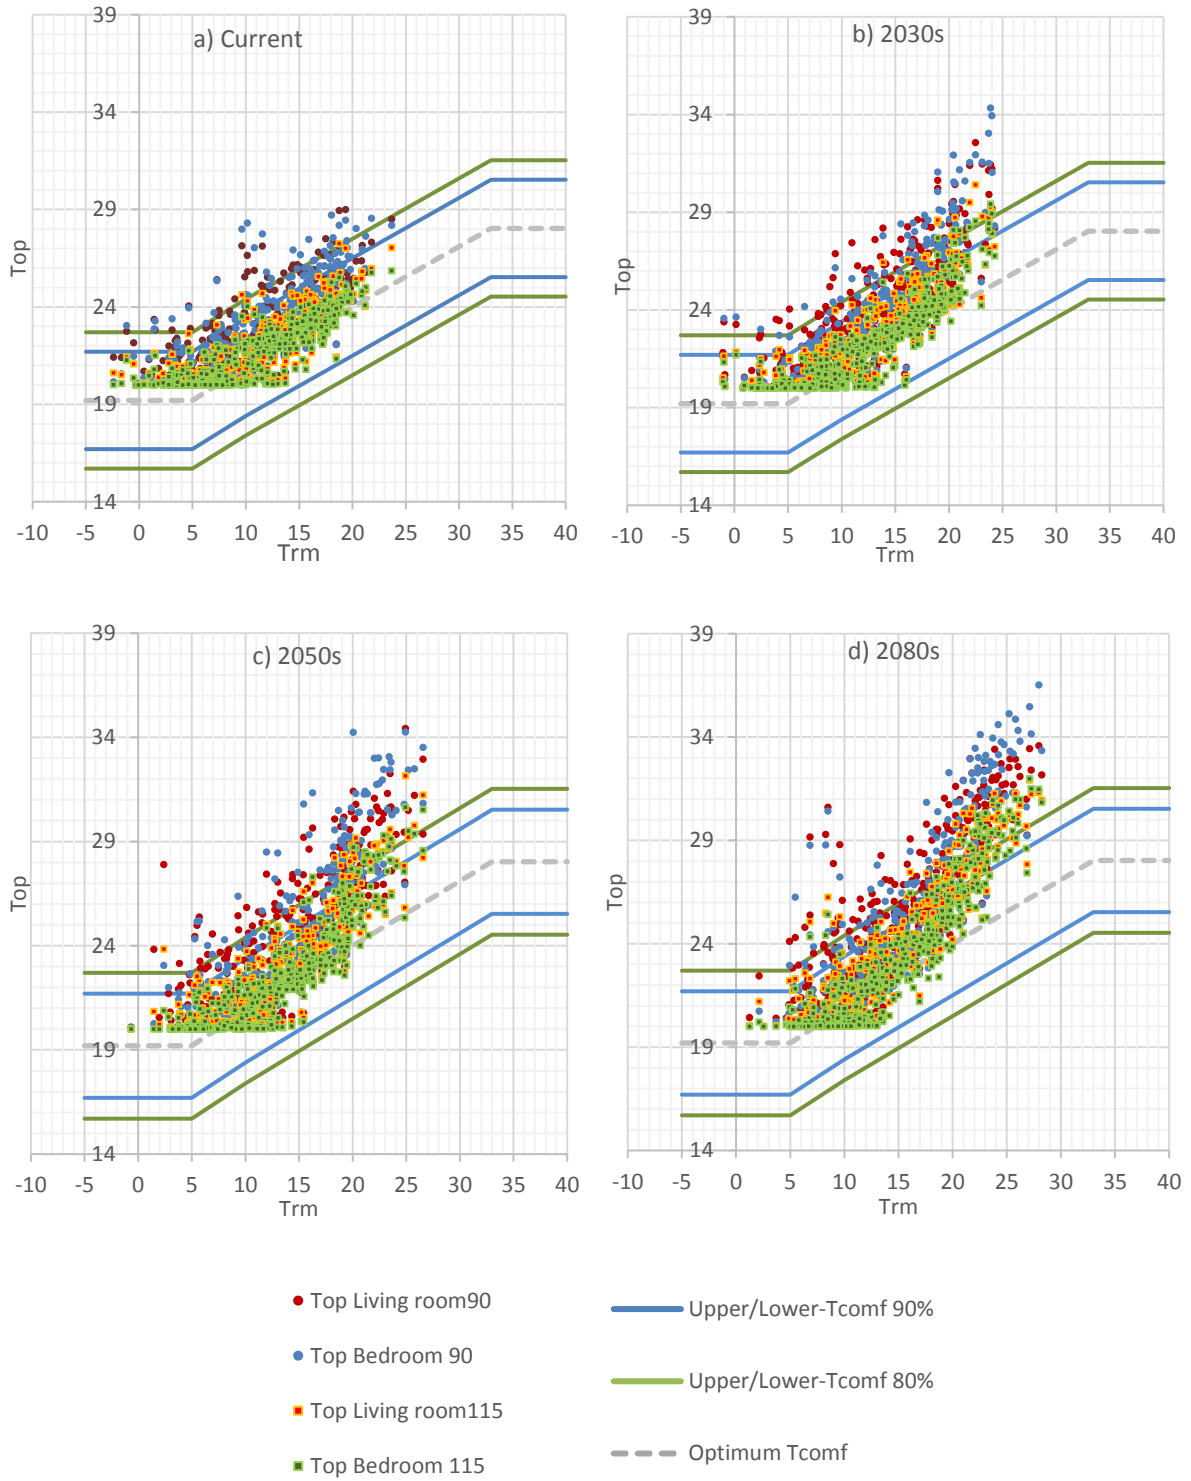 a) Current
39
34
29
24
19
14
Top
-10 -5 0 5 10 15 20 25 30 35 40
Trm
b) 2030s
39
34
29
24
19
14
Top
-10 -5 0 5 10 15 20 25 30 35 40
Trm
c) 2050s
39
34
29
24
19
14
Top
-10 -5 0 5 10 15 20 25 30 35 40
Trm
d) 2080s
39
34
29
24
19
14
Top
-10 -5 0 5 10 15 20 25 30 35 40
Trm
Top Living room90
Top Bedroom 90
Top Living room115
Top Bedroom 115
Upper/Lower-Tcomf 90%
Upper/Lower-Tcomf 80%
Optimum Tcomf